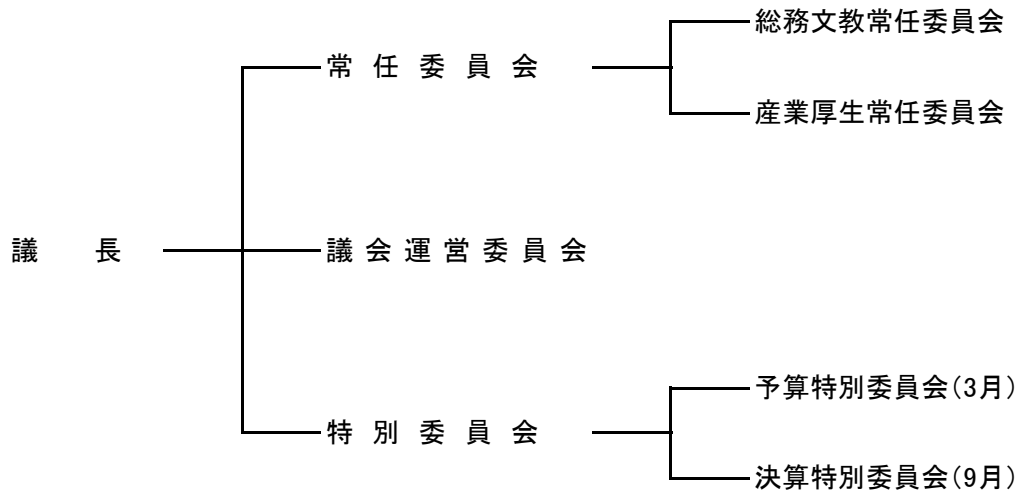 総務文教常任委員会
常任委員会
産業厚生常任委員会
議長
議会運営委員会
予算特別委員会(3月)
特別委員会
決算特別委員会(9月)